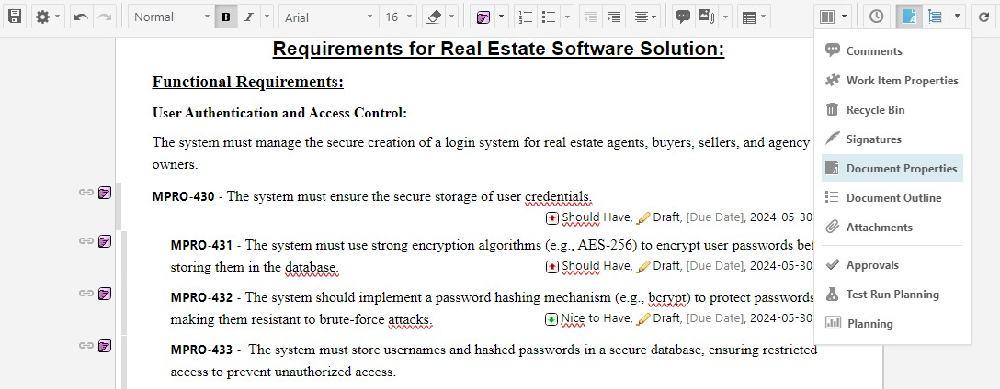 Normal B I Arial 16
Requirements for Real Estate Software Solution:
Functional Requirements:
User Authentication and Access Control:
The system must manage the secure creation of a login system for real estate agents, buyers, sellers, and agency
owners.
MPRO-430 - The system must ensure the secure storage of user credentials.
Should Have, Draft, [Due Date], 2024-05-30
MPRO-431 - The system must use strong encryption algorithms (e.g., AES-256) to encrypt user passwords
storing them in the database.
Should Have, Draft, [Due Date], 2024-05-30
MPRO-432 - The system should implement a password hashing mechanism (e.g., bcrypt) to protect passwords
making them resistant to brute-force attacks.
Nice to Have, Draft, [Due Date], 2024-05-30
MPRO-433 - The system must store usernames and hashed passwords in a secure database, ensuring restricted
access to prevent unauthorized access.
Comments
Work Item Properties
Recycle Bin
Signatures
Document Properties
Document Outline
Attachments
Approvals
Test Run Planning
Planning